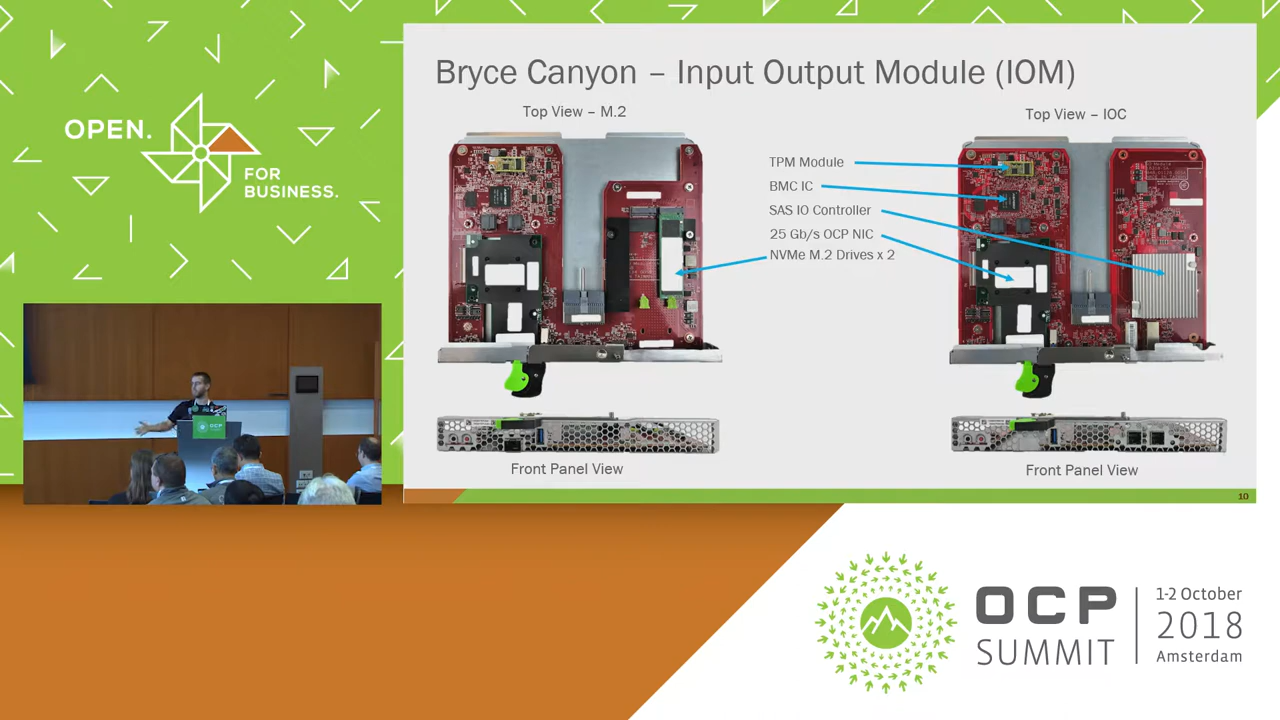 OPEN.
FOR
BUSINESS.
Bryce Canyon – Input Output Module (IOM)
Top View – M.2
Top View – IOC
TPM Module
BMC IC
SAS IO Controller
25 Gb/s OCP NIC
NVMe M.2 Drives x 2
Front Panel View
Front Panel View
10
OCP
OCP
SUMMIT
1-2 October
2018
Amsterdam